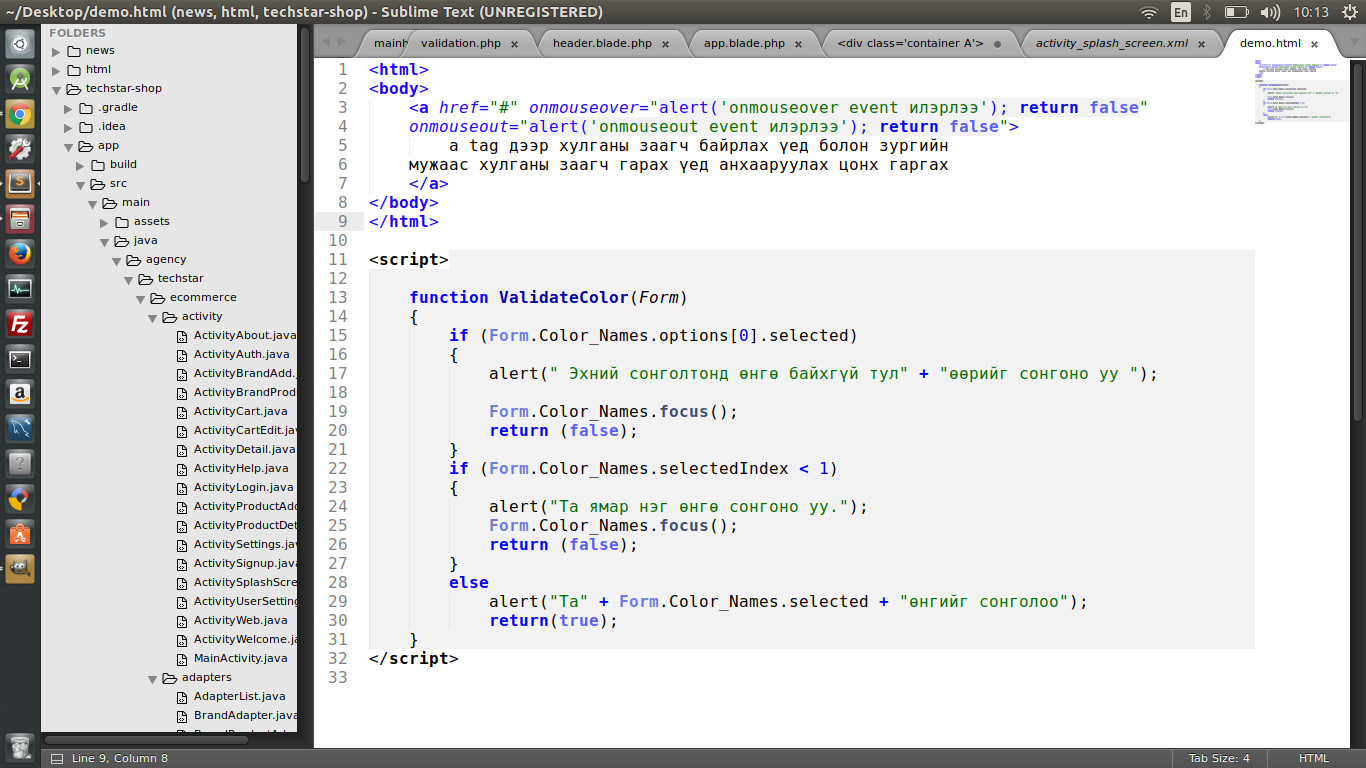 ~/Desktop/demo.html (news, html, techstar-shop) - Sublime Text (UNREGISTERED)
En
10:13
FOLDERS
news
html
techstar-shop
.gradle
.idea
app
build
src
main
assets
java
agency
techstar
ecommerce
activity
ActivityAbout.java
ActivityAuth.java
ActivityBrandAdd.j
ActivityBrandProd
ActivityCart.java
ActivityCartEdit.jav
ActivityDetail.java
ActivityHelp.java
ActivityLogin.java
ActivityProductAdd
ActivityProductDet
ActivitySettings.jav
ActivitySignup.java
ActivitySplashScre
ActivityUserSetting
ActivityWeb.java
ActivityWelcome.ja
MainActivity.java
adapters
AdapterList.java
BrandAdapter.java
mainh
validation.php
header.blade.php
app.blade.php
<div class='container A'>
activity_splash_screen.xml
demo.html
1 <html>
2 <body>
3 <a href="#" onmouseover="alert('onmouseover event илэрлээ'); return false"
4 onmouseout="alert('onmouseout event илэрлээ'); return false">
5 a tag дээр хулганы заагч байрлах үед болон зургийн
6 мужаас хулганы заагч гарах үед анхааруулах цонх гаргах
7 </a>
8 </body>
9 </html>
10
11 <script>
12
13 function ValidateColor(Form)
14 {
15 if (Form.Color_Names.options[0].selected)
16 {
17 alert(" Эхний сонголтонд өнгө байхгүй тул" + "өөрийг сонгоно уу ");
18
19 Form.Color_Names.focus();
20 return (false);
21 }
22 if (Form.Color_Names.selectedIndex < 1)
23 {
24 alert("Та ямар нэг өнгө сонгоно уу.");
25 Form.Color_Names.focus();
26 return (false);
27 }
28 else
29 alert("Та" + Form.Color_Names.selected + "өнгийг сонголоо");
30 return(true);
31 }
32 </script>
33
Line 9, Column 8
Tab Size: 4
HTML